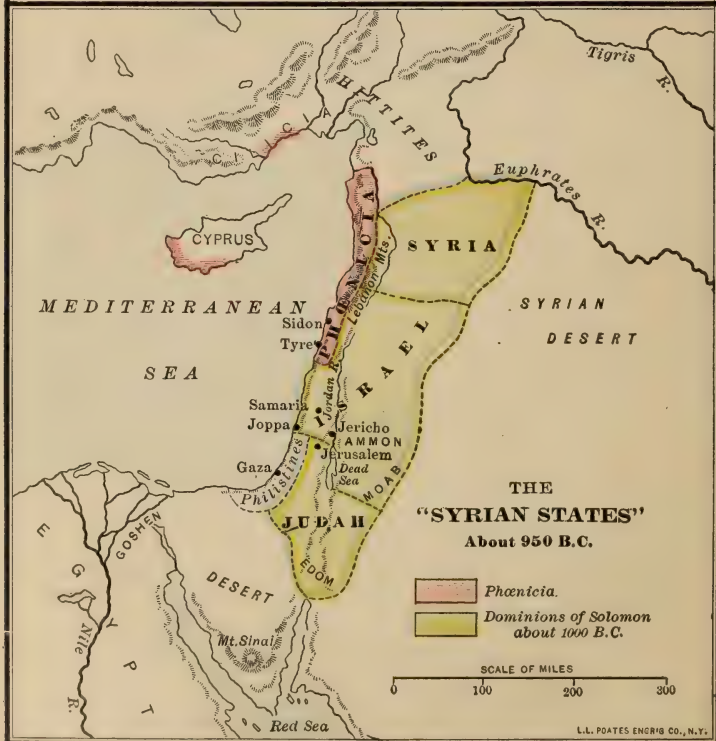 Tigris
R.
HITTITES
CILICIA
Euphrates
R.
CYPRUS
PHŒNICIA
SYRIA
Lebanon Mts.
MEDITERRANEAN
SEA
SYRIAN
DESERT
Sidon
Tyre
ISRAEL
Jordan R.
Samaria
Joppa
Jericho
AMMON
Jerusalem
Dead
Sea
Gaza
Philistines
MOAB
JUDAH
EDOM
EGYPT
GOSHEN
Nile
R.
DESERT
Mt. Sinai
Red Sea
THE
"SYRIAN STATES"
About 950 B.C.
Phœnicia.
Dominions of Solomon
about 1000 B.C.
SCALE OF MILES
0 100 200 300
L.L. POATES ENGR'G CO., N.Y.